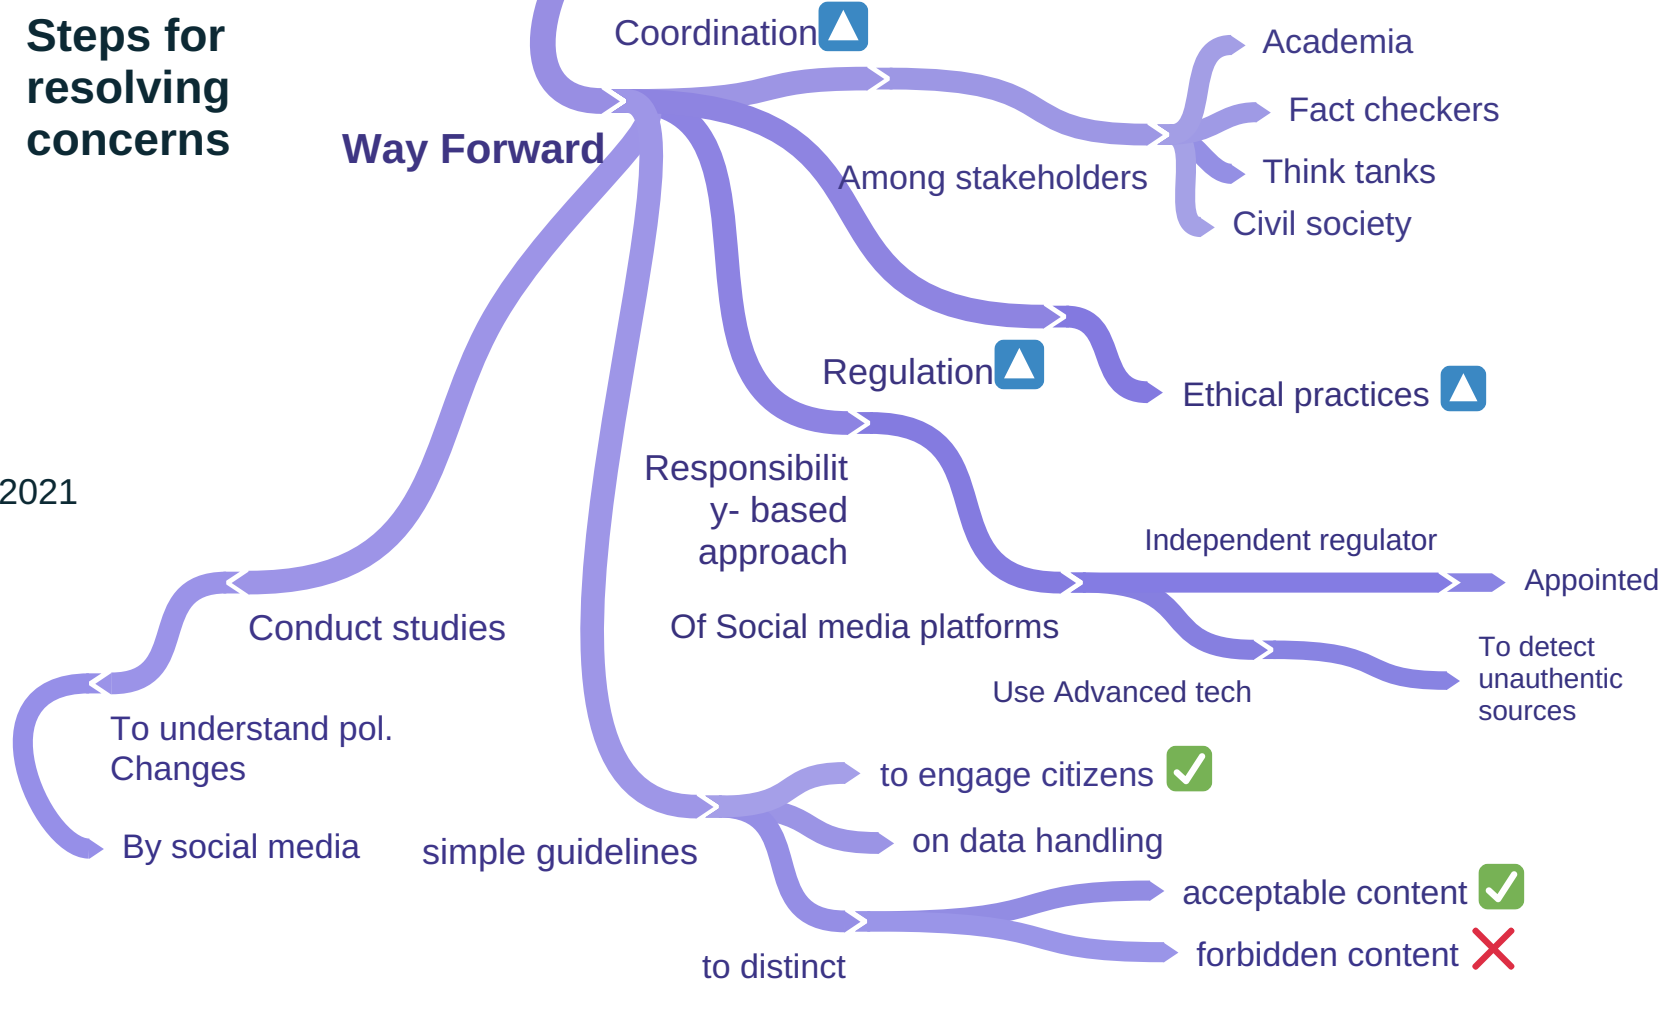 Steps for
resolving
concerns
2021
Way Forward
Coordination
Among stakeholders
Academia
Fact checkers
Think tanks
Civil society
Regulation
Ethical practices
Responsibilit
y- based
approach
Of Social media platforms
Independent regulator
Appointed
Use Advanced tech
To detect
unauthentic
sources
simple guidelines
to engage citizens
on data handling
to distinct
acceptable content
forbidden content
Conduct studies
To understand pol.
Changes
By social media